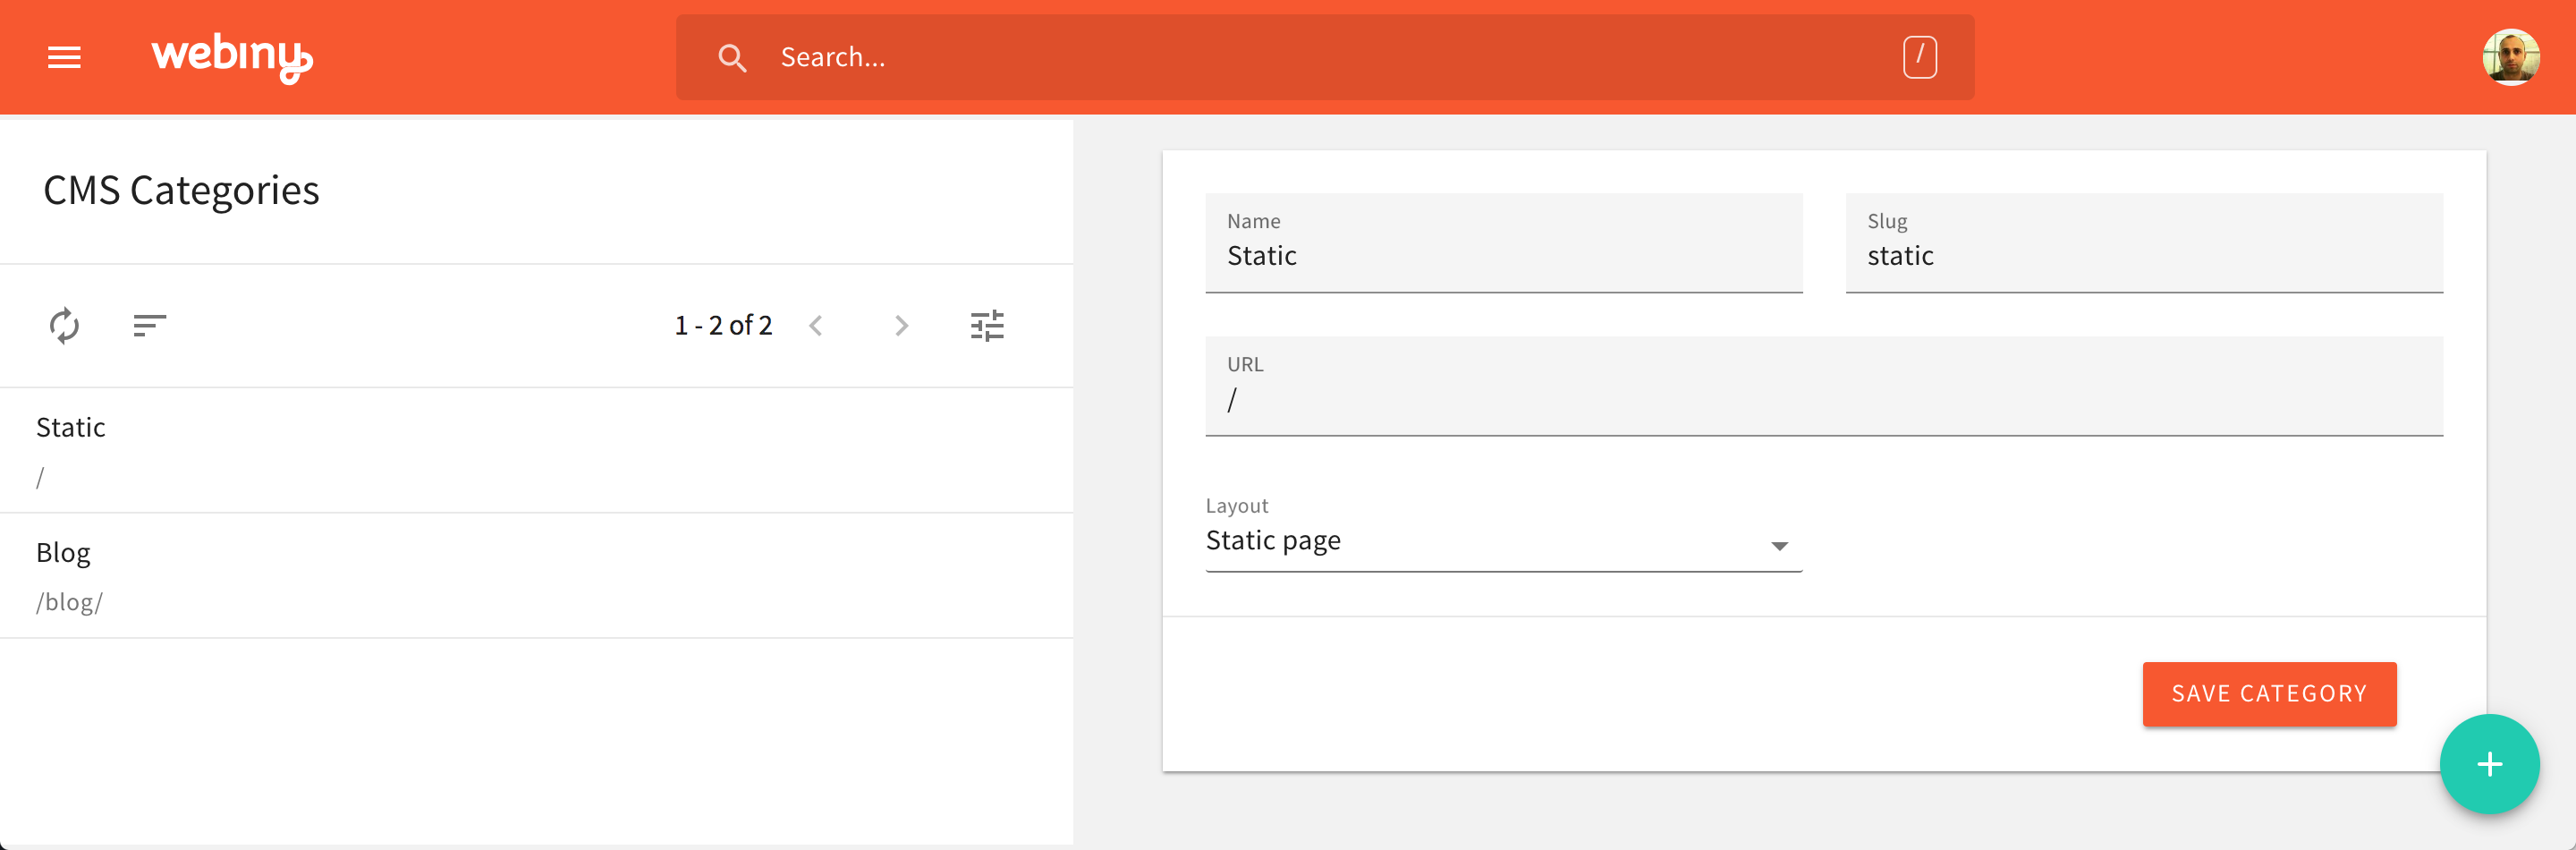 webiny
Search...
/
CMS Categories
1 - 2 of 2
Static
/
Blog
/blog/
Name
Static
Slug
static
URL
/
Layout
Static page
SAVE CATEGORY